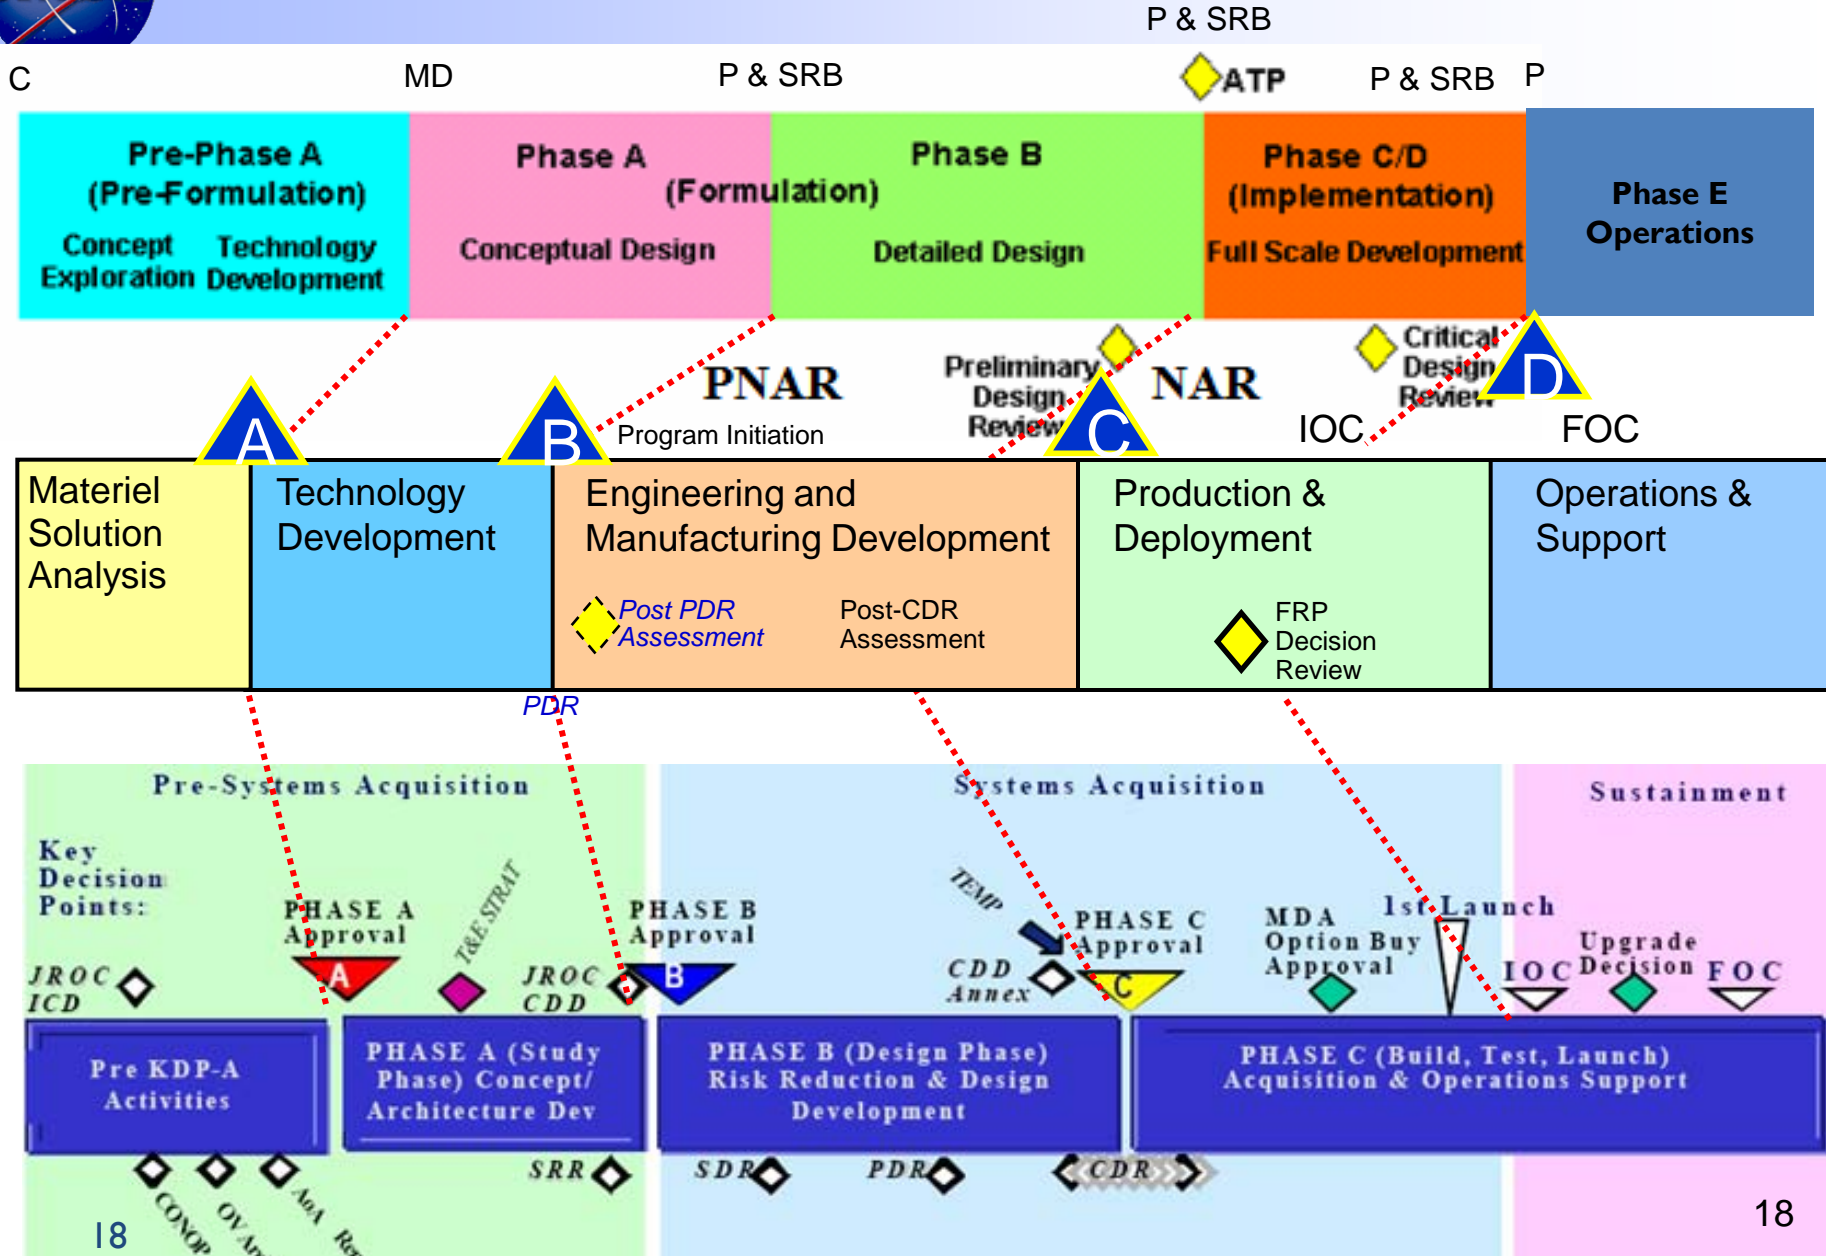 P & SRB
C
MD
P & SRB
ATP
P & SRB
P
Pre-Phase A
(Pre-Formulation)
Concept
Exploration
Technology
Development
Phase A
(Formulation)
Conceptual Design
Phase B
Detailed Design
Phase C/D
(Implementation)
Full Scale Development
Phase E
Operations
PNAR
Preliminary
Design
Review
NAR
Critical
Design
Review
A
B
C
D
Program Initiation
IOC
FOC
Materiel
Solution
Analysis
Technology
Development
Engineering and
Manufacturing Development
Production &
Deployment
Operations &
Support
Post PDR
Assessment
Post-CDR
Assessment
FRP
Decision
Review
PDR
Pre-Systems Acquisition
Systems Acquisition
Sustainment
Key
Decision
Points:
PHASE A
Approval
T&E STRAT
PHASE B
Approval
TEMP
PHASE C
Approval
MDA
Option Buy
Approval
1st Launch
Upgrade
Decision
JROC
ICD
A
JROC
CDD
B
CDD
Annex
C
IOC
FOC
Pre KDP-A
Activities
PHASE A (Study
Phase) Concept/
Architecture Dev
PHASE B (Design Phase)
Risk Reduction & Design
Development
PHASE C (Build, Test, Launch)
Acquisition & Operations Support
SRR
SDR
PDR
CDR
CONOP
OV
AoA
18
18